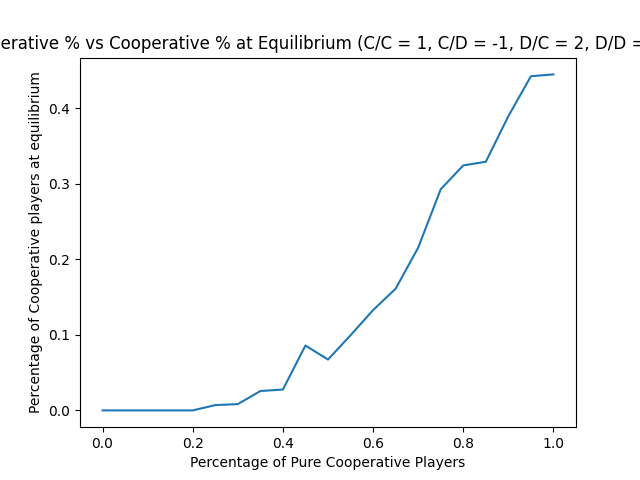 erative % vs Cooperative % at Equilibrium (C/C = 1, C/D = -1, D/C = 2, D/D =
Percentage of Cooperative players at equilibrium
0.4
0.3
0.2
0.1
0.0
0.0 0.2 0.4 0.6 0.8 1.0
Percentage of Pure Cooperative Players